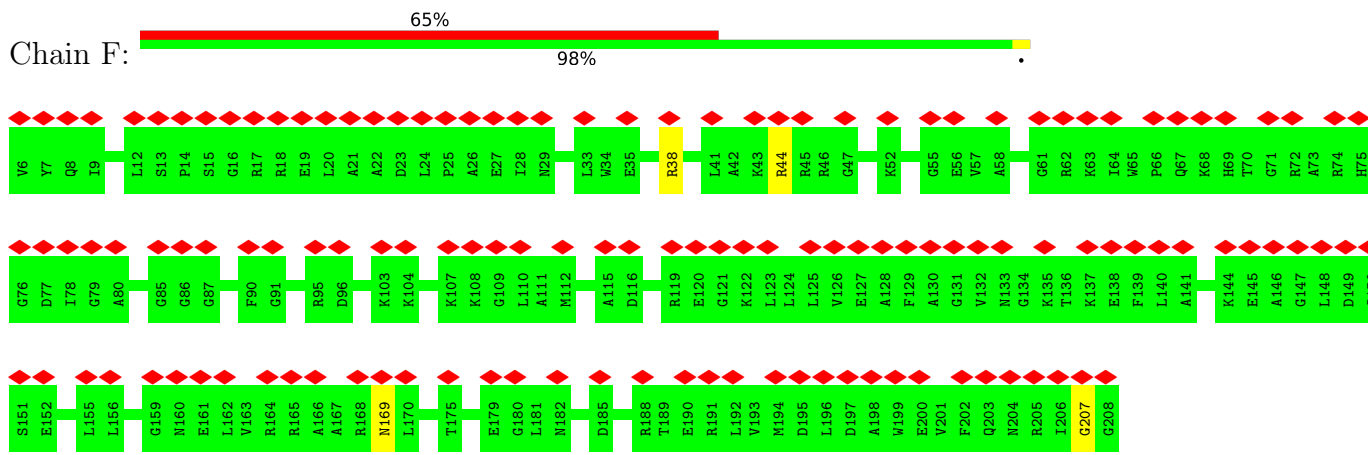 65%
Chain F:
98%
.
V6 Y7 Q8 I9 L12 S13 P14 S15 G16 R17 R18 E19 L20 A21 A22 D23 L24 P25 A26 E27 I28 N29 L33 W34 E35 R38 L41 A42 K43 R44 R45 R46 G47 K52 G55 E56 V57 A58 G61 R62 K63 I64 W65 P66 Q67 K68 H69 T70 G71 R72 A73 R74 H75
G76 D77 I78 G79 A80 G85 G86 G87 F90 G91 R95 D96 K103 K104 K107 K108 G109 L110 A111 M112 A115 D116 R119 E120 G121 K122 L123 L124 L125 V126 E127 A128 F129 A130 G131 V132 N133 G134 K135 T136 K137 E138 F139 L140 A141 K144 E145 A146 G147 L148 D149
S151 E152 L155 L156 G159 N160 E161 L162 V163 R164 R165 A166 A167 R168 N169 L170 T175 E179 G180 L181 N182 D185 R188 T189 E190 R191 L192 V193 M194 D195 L196 D197 A198 W199 E200 V201 F202 Q203 N204 R205 I206 G207 G208